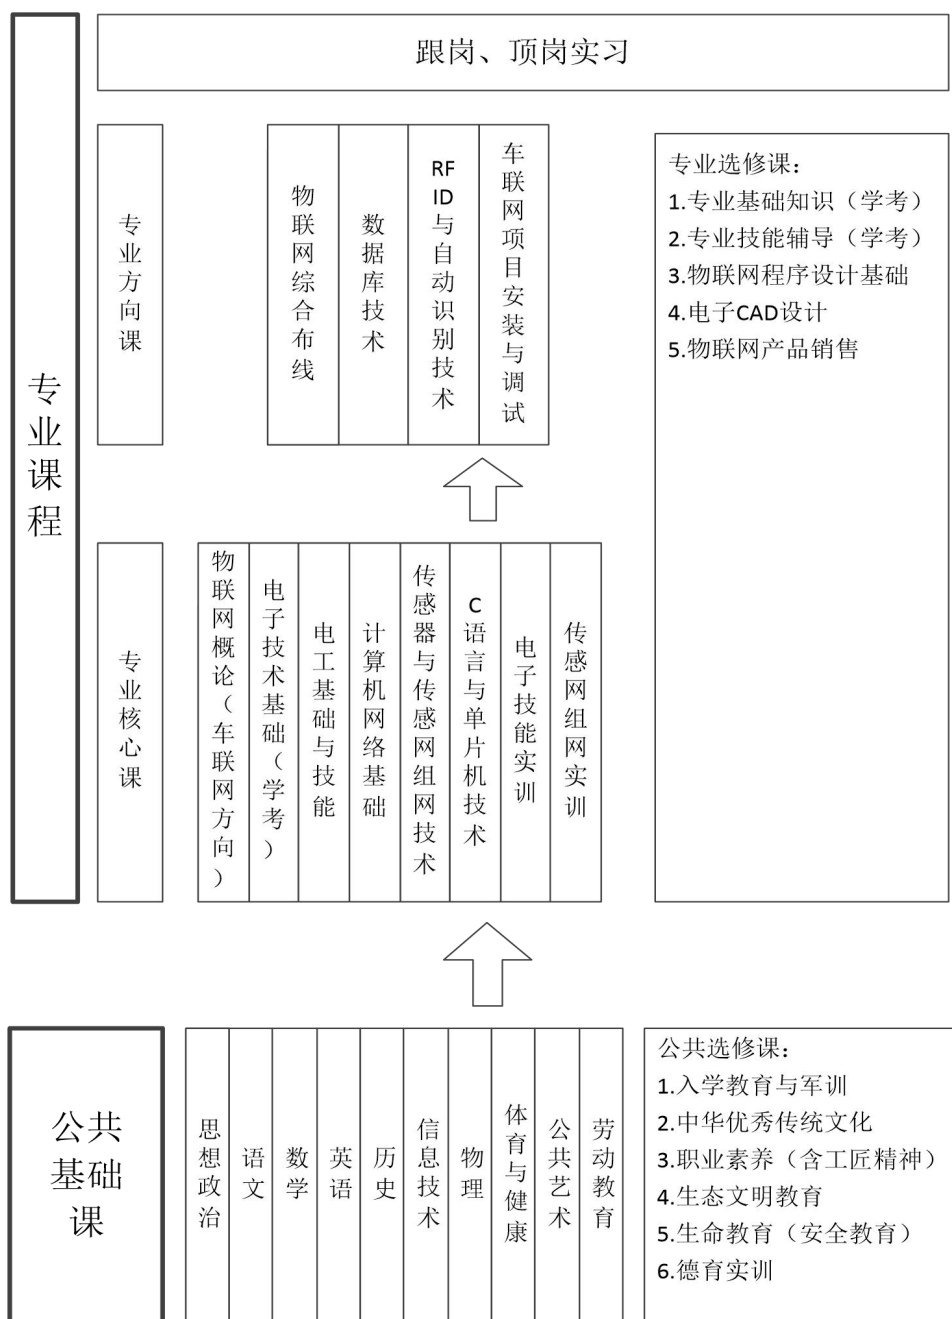 跟岗、顶岗实习
专业课程
专业方向课
物联网综合布线
数据库技术
RFID与自动识别技术
车联网项目安装与调试
专业选修课：
1.专业基础知识（学考）
2.专业技能辅导（学考）
3.物联网程序设计基础
4.电子CAD设计
5.物联网产品销售
专业核心课
物联网概论（车联网方向）
电子技术基础（学考）
电工基础与技能
计算机网络基础
传感器与传感网组网技术
C语言与单片机技术
电子技能实训
传感网组网实训
公共
基础
课
思想政治
语文
数学
英语
历史
信息技术
物理
体育与健康
公共艺术
劳动教育
公共选修课：
1.入学教育与军训
2.中华优秀传统文化
3.职业素养（含工匠精神）
4.生态文明教育
5.生命教育（安全教育）
6.德育实训